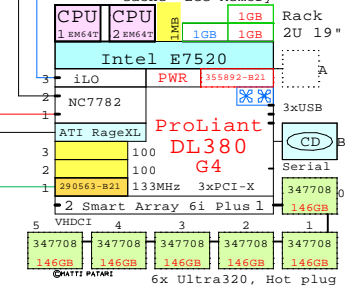 CPU CPU 1MB 1GB Rack
1 EM64T 2 EM64T 1GB 1GB 2U 19"
Intel E7520
A
3 iLO PWR 355892-B21
2 NC7782 3xUSB
1
ProLiant
ATI RageXL DL380 CD B
3 100 G4 Serial
2 100
1 290563-B21 133MHz 3xPCI-X 347708 0
146GB
2 Smart Array 6i Plus 1
VHDCI
5 4 3 2 1
347708 347708 347708 347708 347708
146GB 146GB 146GB 146GB 146GB
©MATTI PATARI 6x Ultra320, Hot plug